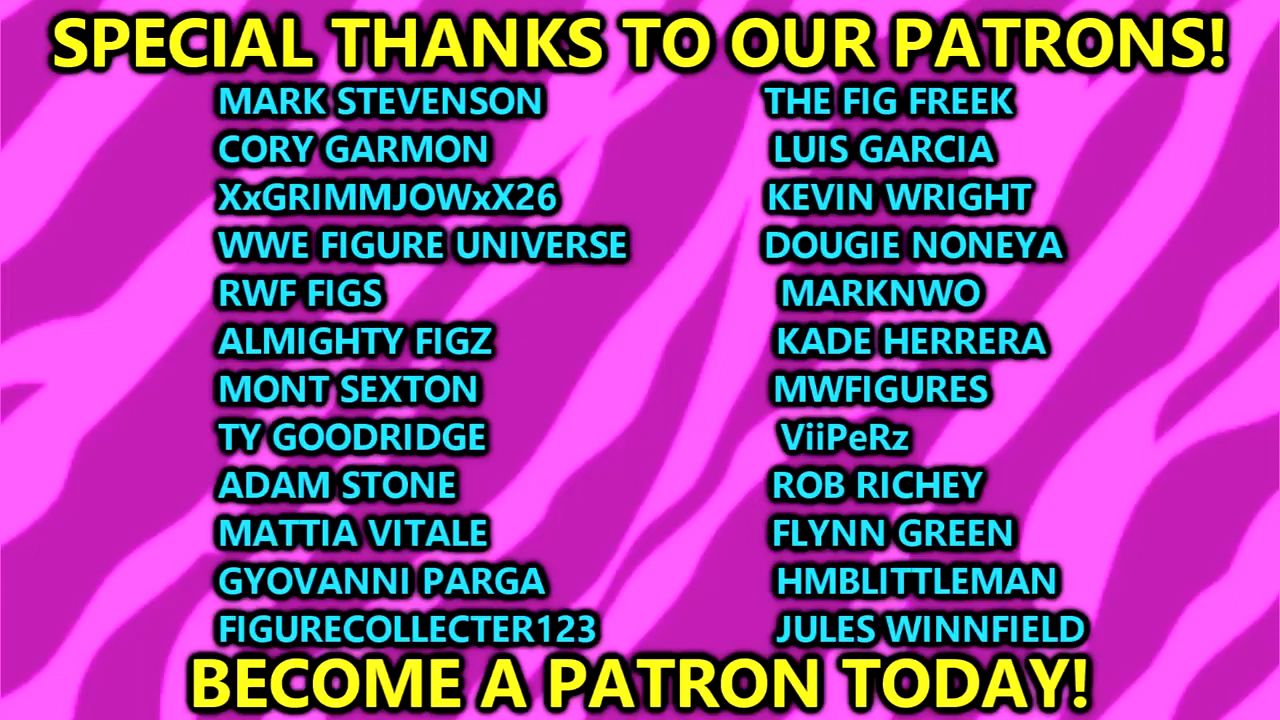 SPECIAL THANKS TO OUR PATRONS!
MARK STEVENSON
CORY GARMON
XxGRIMMJOWxX26
WWE FIGURE UNIVERSE
RWF FIGS
ALMIGHTY FIGZ
MONT SEXTON
TY GOODRIDGE
ADAM STONE
MATTIA VITALE
GYOVANNI PARGA
FIGURECOLLECTER123
THE FIG FREEK
LUIS GARCIA
KEVIN WRIGHT
DOUGIE NONEYA
MARKNWO
KADE HERRERA
MWFIGURES
ViiPeRz
ROB RICHEY
FLYNN GREEN
HMBLITTLEMAN
JULES WINNFIELD
BECOME A PATRON TODAY!